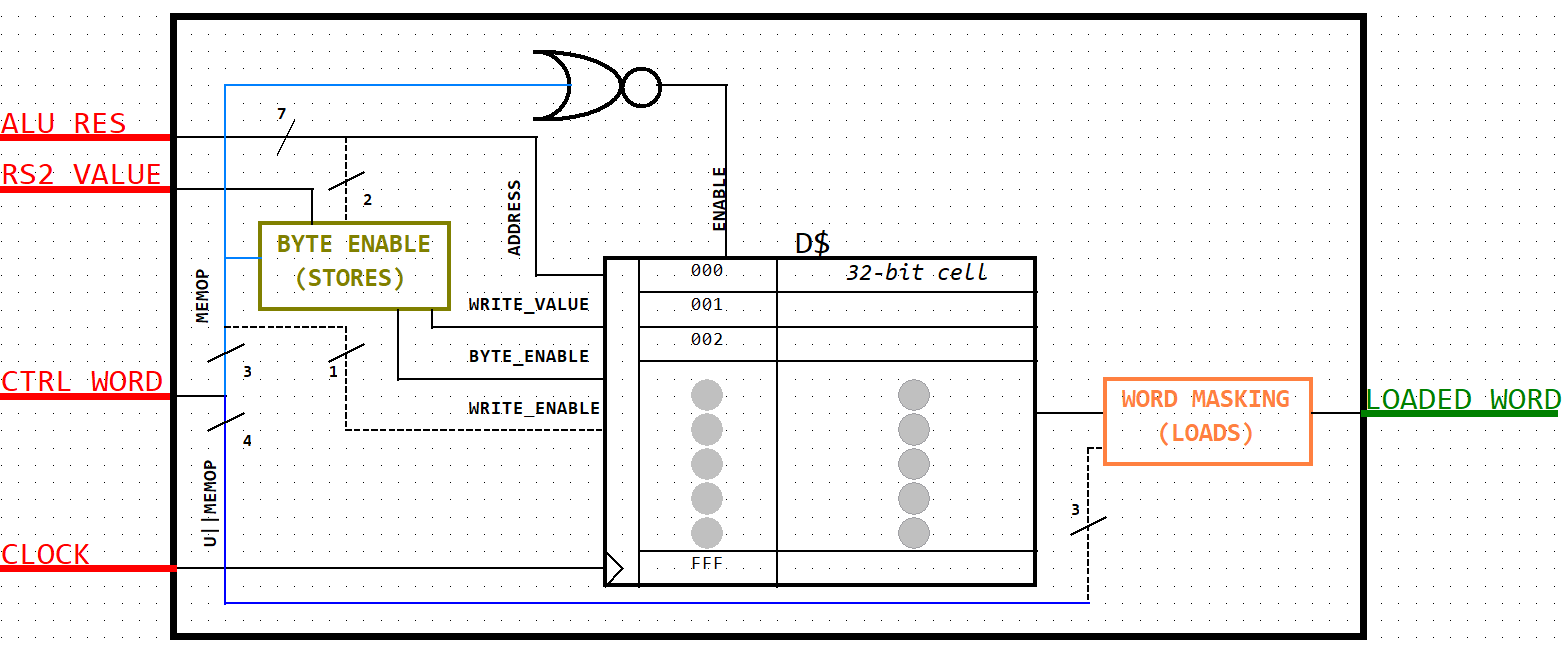 7
ALU RES
RS2 VALUE
2
ADDRESS
ENABLE
BYTE ENABLE
(STORES)
D$
000
32-bit cell
MEMOP
WRITE_VALUE
001
002
BYTE_ENABLE
3
1
CTRL WORD
WRITE_ENABLE
WORD MASKING
(LOADS)
LOADED WORD
4
U||MEMOP
3
CLOCK
FFF